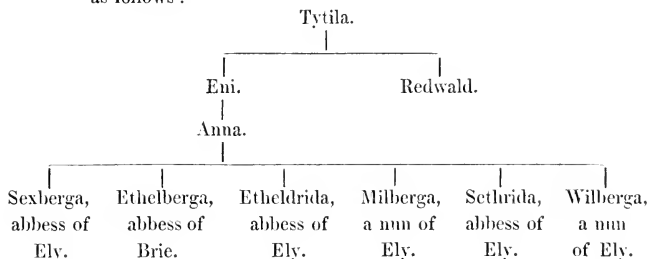 as follows :
Tytila.
Eni. Redwald.
Anna.
Sexberga, Ethelberga, Etheldrida, Milberga, Sethrida, Wilberga,
abbess of abbess of abbess of a nun of abbess of a nun
Ely. Brie. Ely. Ely. Ely. of Ely.